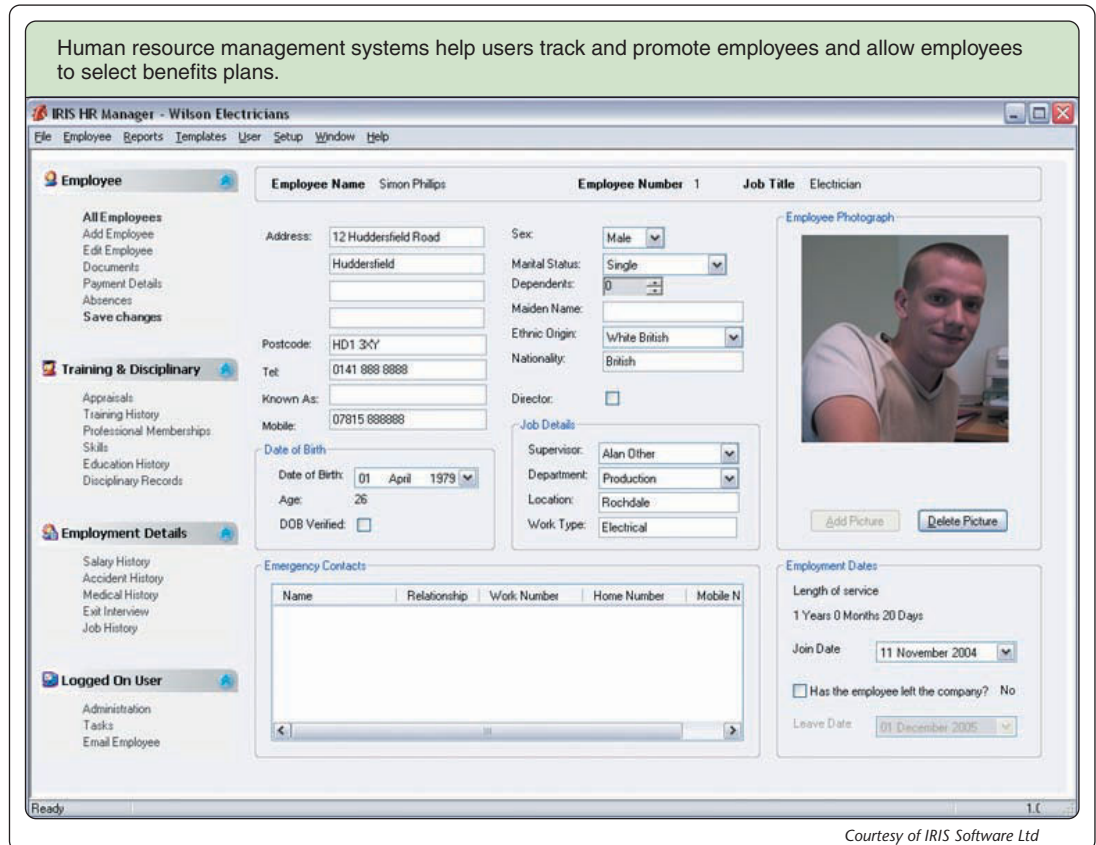 Human resource management systems help users track and promote employees and allow employees
to select benefits plans.
IRIS HR Manager - Wilson Electricians
File Employee Reports Templates User Setup Window Help
Employee
All Employees
Add Employee
Edit Employee
Documents
Payment Details
Absences
Save changes
Training & Disciplinary
Appraisals
Training History
Professional Memberships
Skills
Education History
Disciplinary Records
Employment Details
Salary History
Accident History
Medical History
Exit Interview
Job History
Logged On User
Administration
Tasks
Email Employee
Employee Name Simon Philips Employee Number 1 Job Title Electrician
Address: 12 Huddersfield Road
Huddersfield
Postcode: HD1 3XY
Tel: 0141 888 8888
Known As:
Mobile: 07815 888888
Sex: Male
Marital Status: Single
Dependents: 0
Maiden Name:
Ethnic Origin: White British
Nationality: British
Director:
Date of Birth
Date of Birth: 01 April 1979
Age: 26
DOB Verified:
Job Details
Supervisor: Alan Other
Department: Production
Location: Rochdale
Work Type: Electrical
Employee Photograph
Add Picture Delete Picture
Emergency Contacts
Name Relationship Work Number Home Number Mobile N
Employment Dates
Length of service
1 Years 0 Months 20 Days
Join Date 11 November 2004
Has the employee left the company? No
Leave Date 01 December 2005
Ready 1.(
Courtesy of IRIS Software Ltd